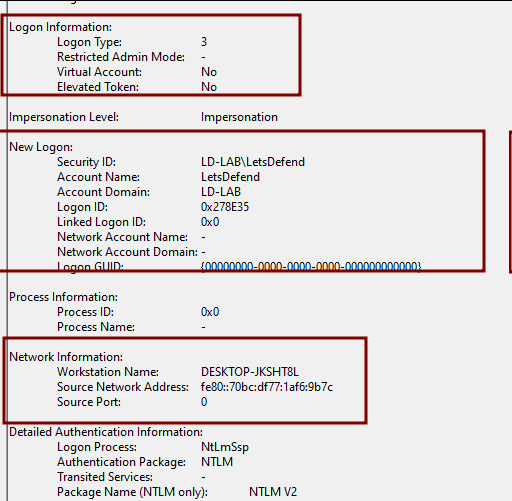 Logon Information:
Logon Type: 3
Restricted Admin Mode: -
Virtual Account: No
Elevated Token: No
Impersonation Level: Impersonation
New Logon:
Security ID: LD-LAB\LetsDefend
Account Name: LetsDefend
Account Domain: LD-LAB
Logon ID: 0x278E35
Linked Logon ID: 0x0
Network Account Name: -
Network Account Domain: -
Logon GUID: {00000000-0000-0000-0000-000000000000}
Process Information:
Process ID: 0x0
Process Name: -
Network Information:
Workstation Name: DESKTOP-JKSHT8L
Source Network Address: fe80::70bc:df77:1af6:9b7c
Source Port: 0
Detailed Authentication Information:
Logon Process: NtLmSsp
Authentication Package: NTLM
Transited Services: -
Package Name (NTLM only): NTLM V2